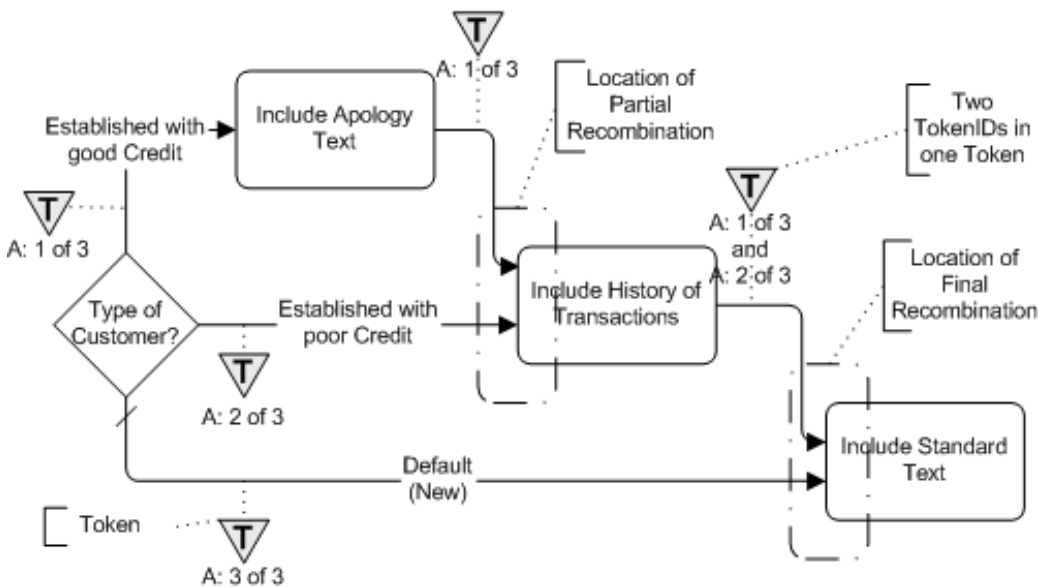 T
A: 1 of 3
Location of
Partial
Recombination
Two
TokenIDs in
one Token
Include Apology
Text
Established with
good Credit
T
A: 1 of 3
T
A: 1 of 3
and
A: 2 of 3
Location of
Final
Recombination
Type of
Customer?
Established with
poor Credit
Include History of
Transactions
T
A: 2 of 3
Include Standard
Text
Default
(New)
Token
T
A: 3 of 3